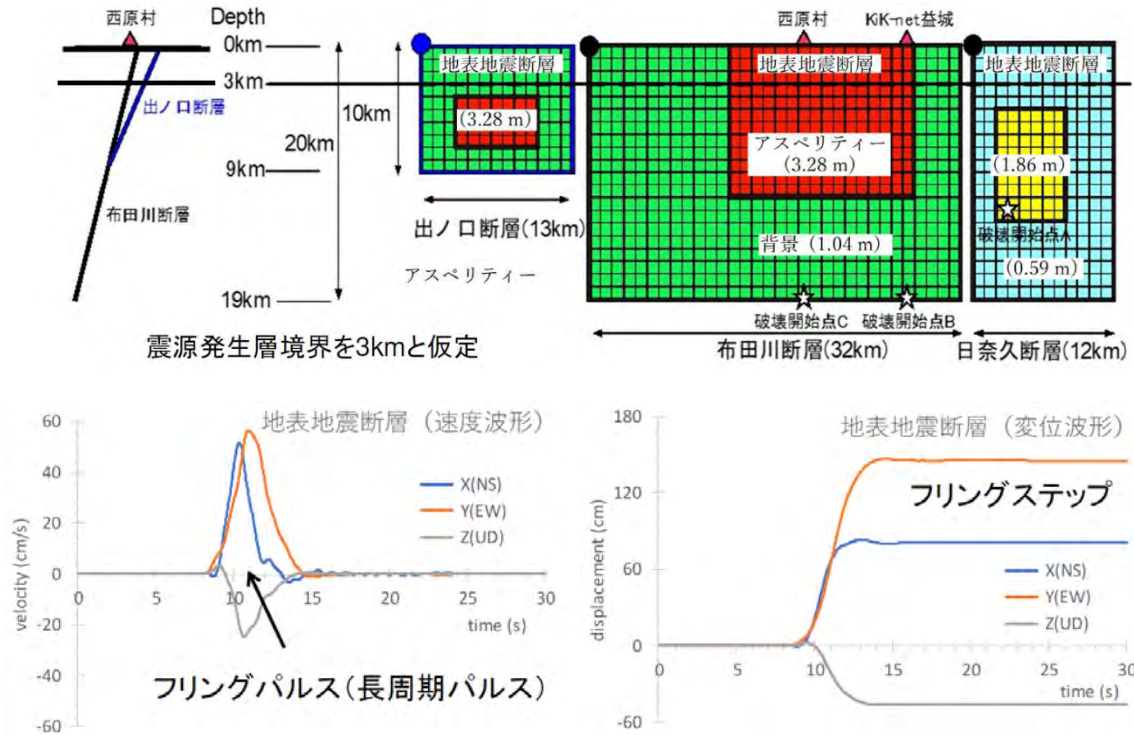 西原村
Depth
0km
3km
出ノ口断層
9km
布田川断層
19km
20km
10km
地表地震断層
(3.28 m)
出ノ口断層(13km)
アスペリティー
西原村
KiK-net益城
地表地震断層
アスペリティー
(3.28 m)
背景 (1.04 m)
破壊開始点C
破壊開始点B
布田川断層(32km)
地表地震断層
(1.86 m)
破壊開始点A
(0.59 m)
日奈久断層(12km)
震源発生層境界を3kmと仮定
地表地震断層（速度波形）
60
40
20
0
-20
-40
-60
velocity (cm/s)
0 5 10 15 20 25 30
time (s)
X(NS)
Y(EW)
Z(UD)
フリングパルス（長周期パルス）
地表地震断層（変位波形）
180
120
60
0
-60
displacement (cm)
0 5 10 15 20 25 30
time (s)
フリングステップ
X(NS)
Y(EW)
Z(UD)